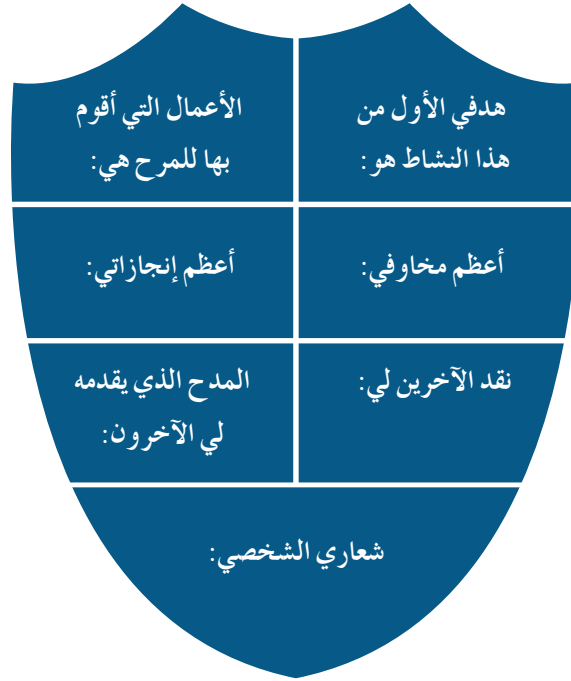 هدفي الأول من
هذا النشاط هو:
الأعمال التي أقوم
بها للمرح هي:
أعظم مخاوفي:
أعظم إنجازاتي:
نقد الآخرين لي:
المدح الذي يقدمه
لي الآخرون:
شعاري الشخصي: